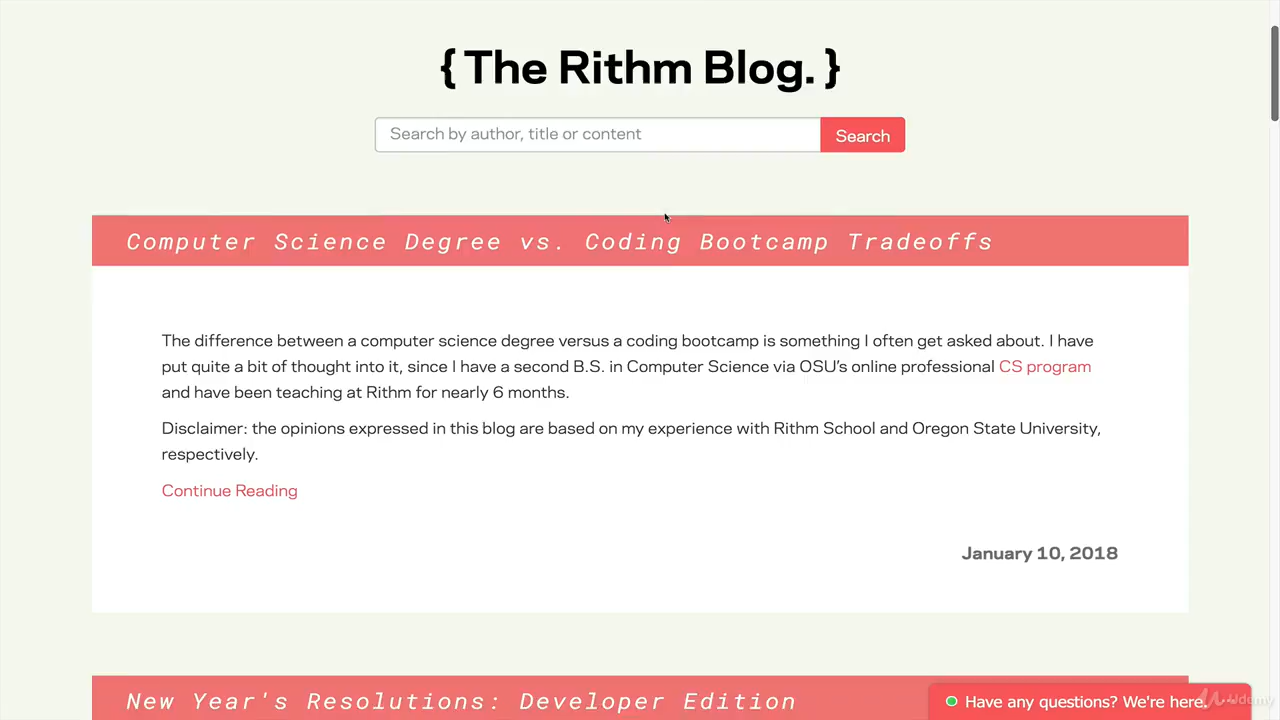 { The Rithm Blog. }
Search by author, title or content
Search
Computer Science Degree vs. Coding Bootcamp Tradeoffs
The difference between a computer science degree versus a coding bootcamp is something I often get asked about. I have
put quite a bit of thought into it, since I have a second B.S. in Computer Science via OSU’s online professional CS program
and have been teaching at Rithm for nearly 6 months.
Disclaimer: the opinions expressed in this blog are based on my experience with Rithm School and Oregon State University,
respectively.
Continue Reading
January 10, 2018
New Year's Resolutions: Developer Edition
Have any questions? We're here.
Udemy